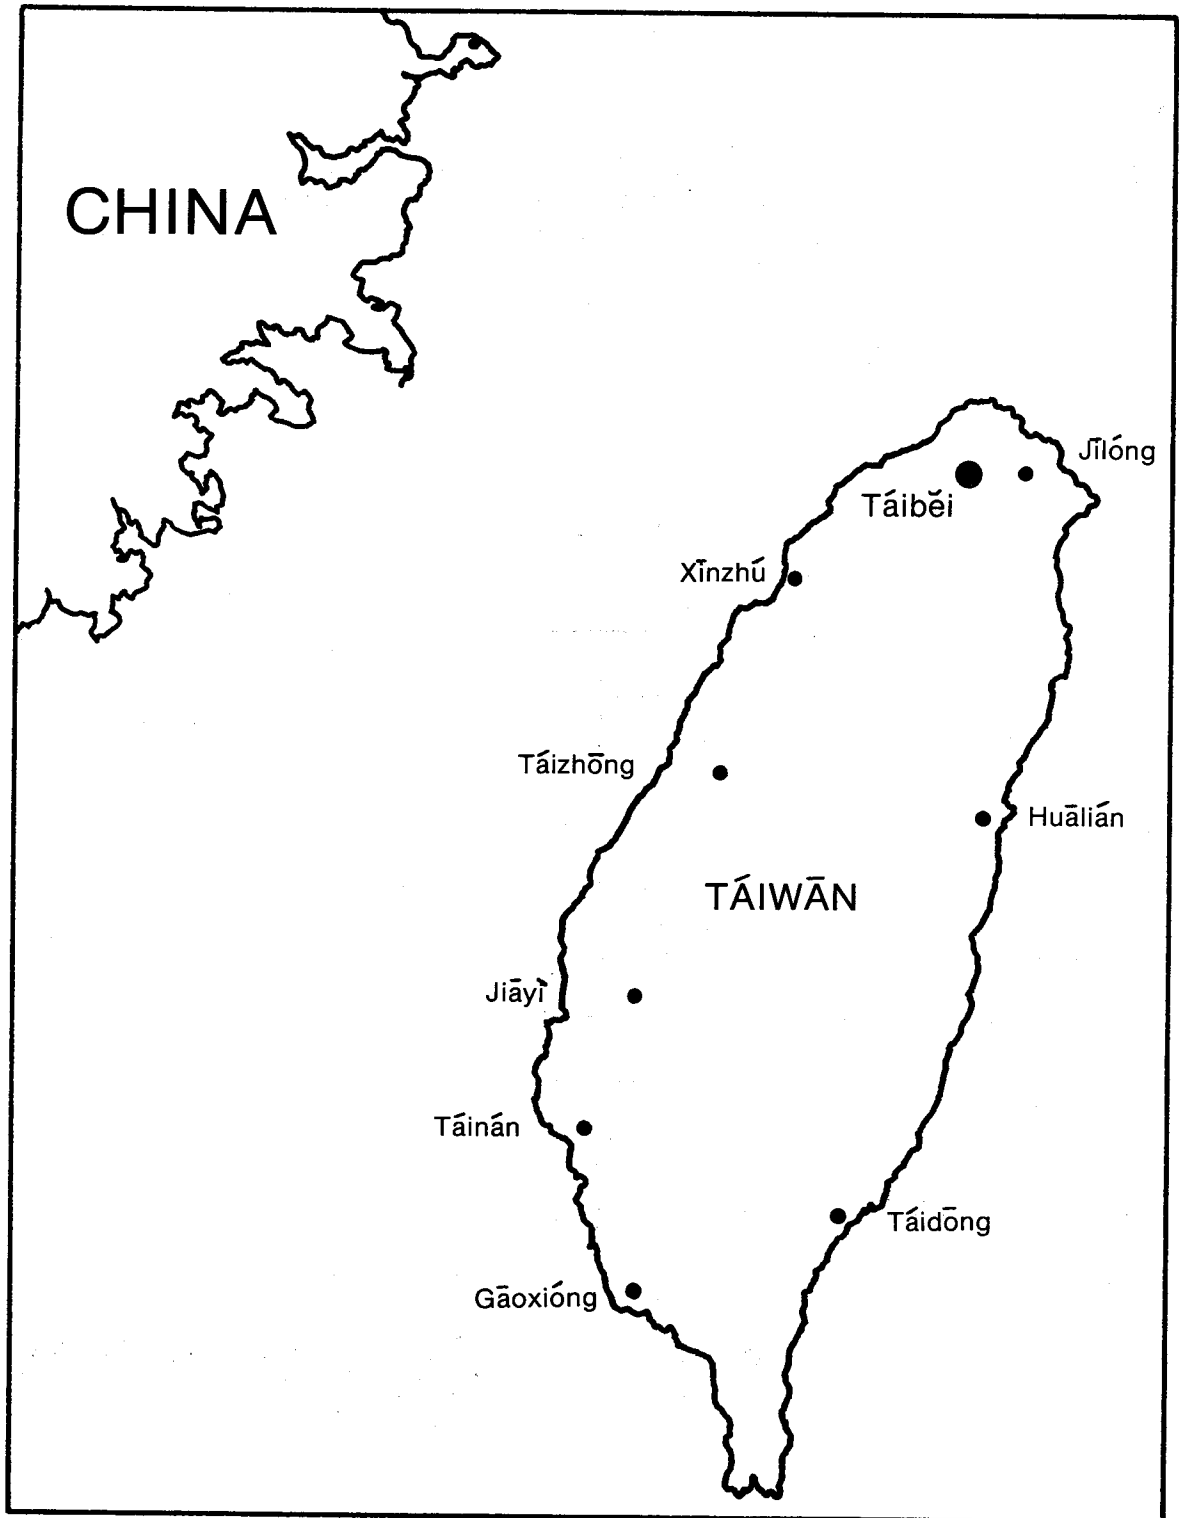 CHINA
Jīlóng
Táiběi
Xīnzhú
Táizhōng
Huālián
TÁIWĀN
Jiāyì
Táinán
Táidōng
Gāoxióng